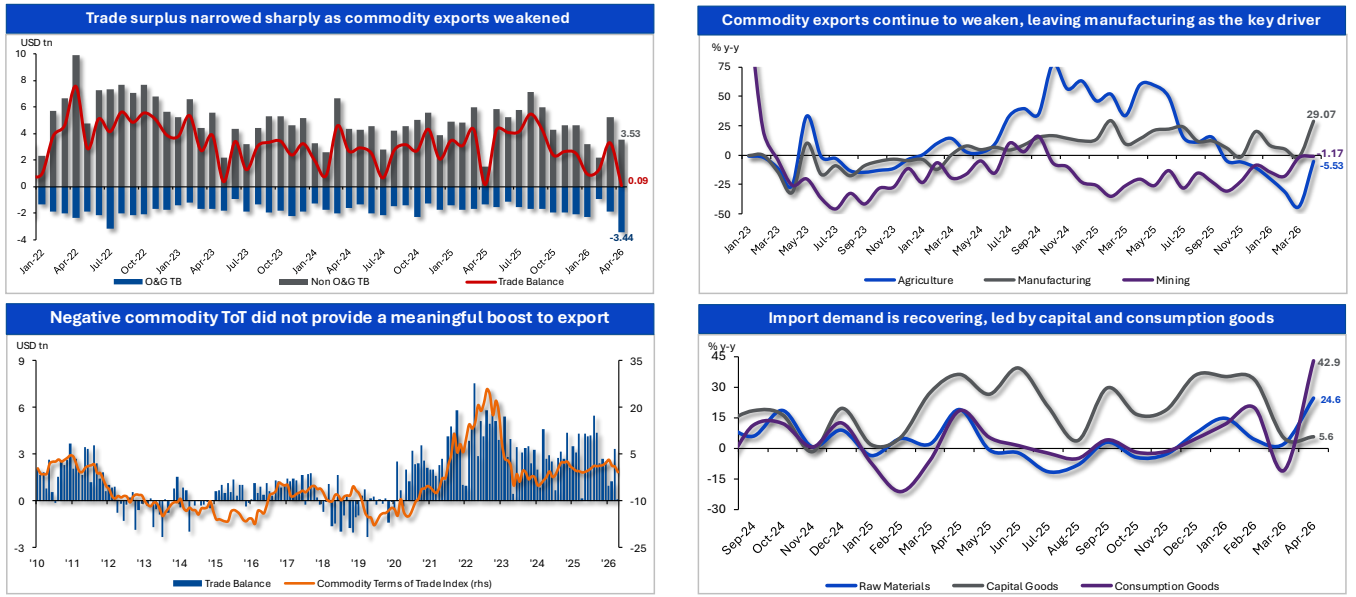 Trade surplus narrowed sharply as commodity exports weakened
USD tn
10
8
6
4
2
0
-2
-4
3.53
0.09
-3.44
Jan-22
Apr-22
Jul-22
Oct-22
Jan-23
Apr-23
Jul-23
Oct-23
Jan-24
Apr-24
Jul-24
Oct-24
Jan-25
Apr-25
Jul-25
Oct-25
Jan-26
Apr-26
O&G TB
Non O&G TB
Trade Balance
Commodity exports continue to weaken, leaving manufacturing as the key driver
% y-y
75
50
25
0
-25
-50
29.07
-1.17
-5.53
Jan-23
Mar-23
May-23
Jul-23
Sep-23
Nov-23
Jan-24
Mar-24
May-24
Jul-24
Sep-24
Nov-24
Jan-25
Mar-25
May-25
Jul-25
Sep-25
Nov-25
Jan-26
Mar-26
Agriculture
Manufacturing
Mining
Negative commodity ToT did not provide a meaningful boost to export
USD tn
9
6
3
0
-3
35
20
5
-10
-25
'10
'11
'12
'13
'14
'15
'16
'17
'18
'19
'20
'21
'22
'23
'24
'25
'26
Trade Balance
Commodity Terms of Trade Index (rhs)
Import demand is recovering, led by capital and consumption goods
% y-y
45
30
15
0
-15
-30
42.9
24.6
5.6
Sep-24
Oct-24
Nov-24
Dec-24
Jan-25
Feb-25
Mar-25
Apr-25
May-25
Jun-25
Jul-25
Aug-25
Sep-25
Oct-25
Nov-25
Dec-25
Jan-26
Feb-26
Mar-26
Apr-26
Raw Materials
Capital Goods
Consumption Goods